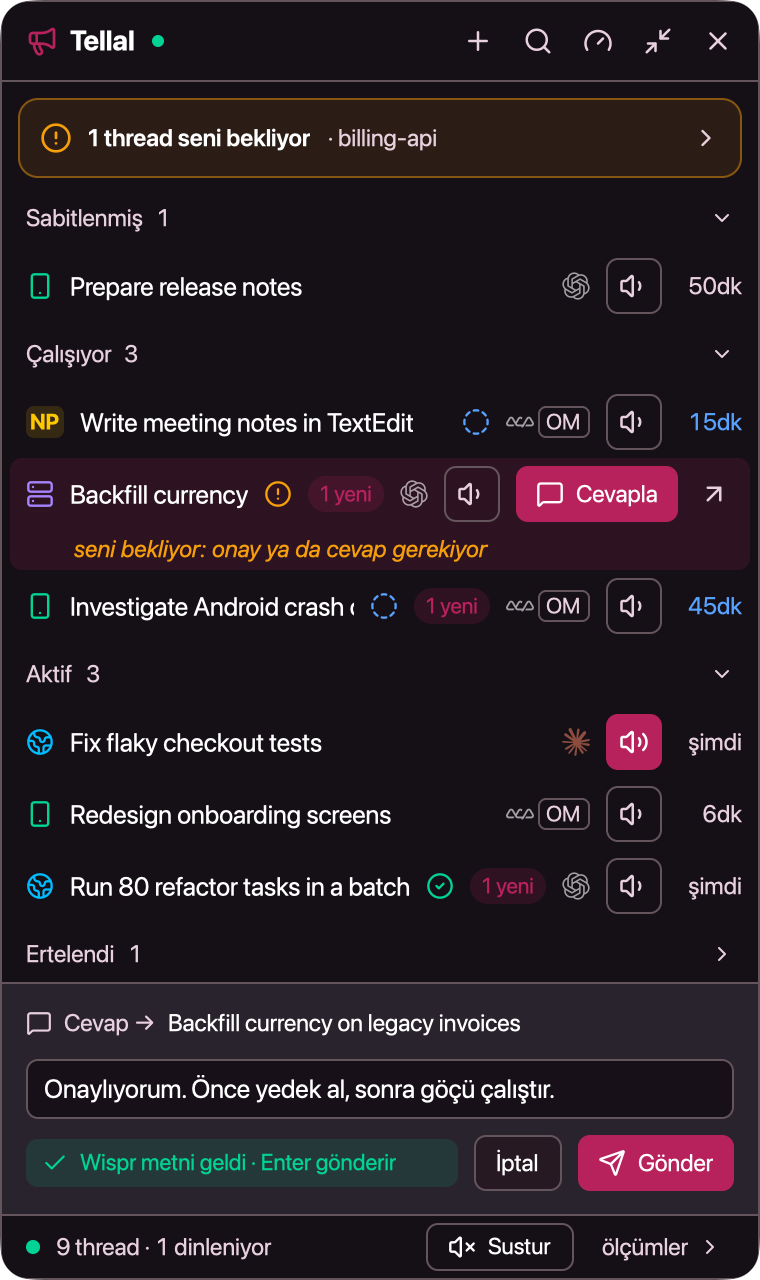 Tellal
1 thread seni bekliyor · billing-api
Sabitlenmiş 1
Prepare release notes 50dk
Çalışıyor 3
NP Write meeting notes in TextEdit OM 15dk
Backfill currency 1 yeni Cevapla
seni bekliyor: onay ya da cevap gerekiyor
Investigate Android crash 1 yeni OM 45dk
Aktif 3
Fix flaky checkout tests şimdi
Redesign onboarding screens OM 6dk
Run 80 refactor tasks in a batch 1 yeni şimdi
Ertelendi 1
Cevap → Backfill currency on legacy invoices
Onaylıyorum. Önce yedek al, sonra göçü çalıştır.
Wispr metni geldi · Enter gönderir İptal Gönder
9 thread · 1 dinleniyor Sustur ölçümler